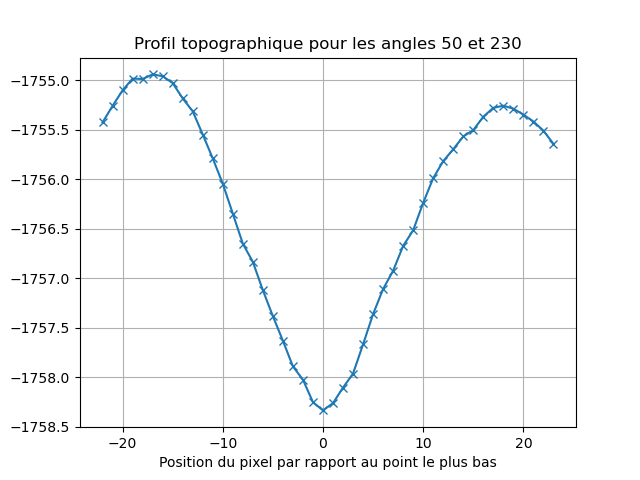 Profil topographique pour les angles 50 et 230
−1755.0
−1755.5
−1756.0
−1756.5
−1757.0
−1757.5
−1758.0
−1758.5
−20 −10 0 10 20
Position du pixel par rapport au point le plus bas